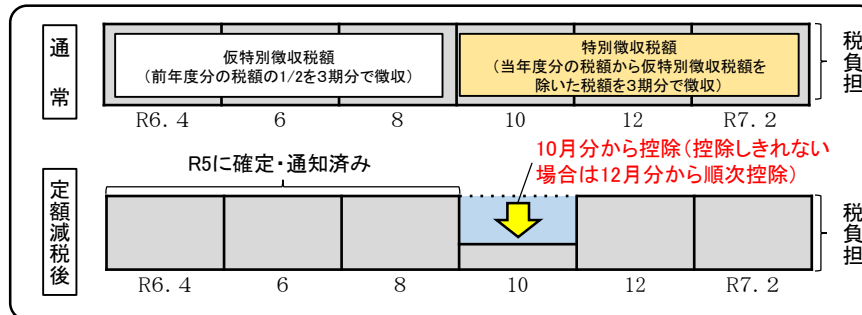 通常
仮特別徴収税額
(前年度分の税額の1/2を3期分で徴収)
特別徴収税額
(当年度分の税額から仮特別徴収税額を
除いた税額を3期分で徴収)
税負担
R6.4 6 8 10 12 R7.2
R5に確定・通知済み
10月分から控除(控除しきれない
場合は12月分から順次控除)
定額減税後
税負担
R6.4 6 8 10 12 R7.2